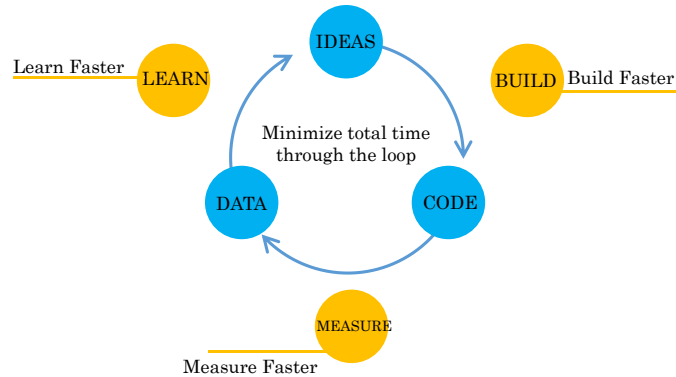 IDEAS
Learn Faster
LEARN
BUILD
Build Faster
Minimize total time
through the loop
DATA
CODE
MEASURE
Measure Faster